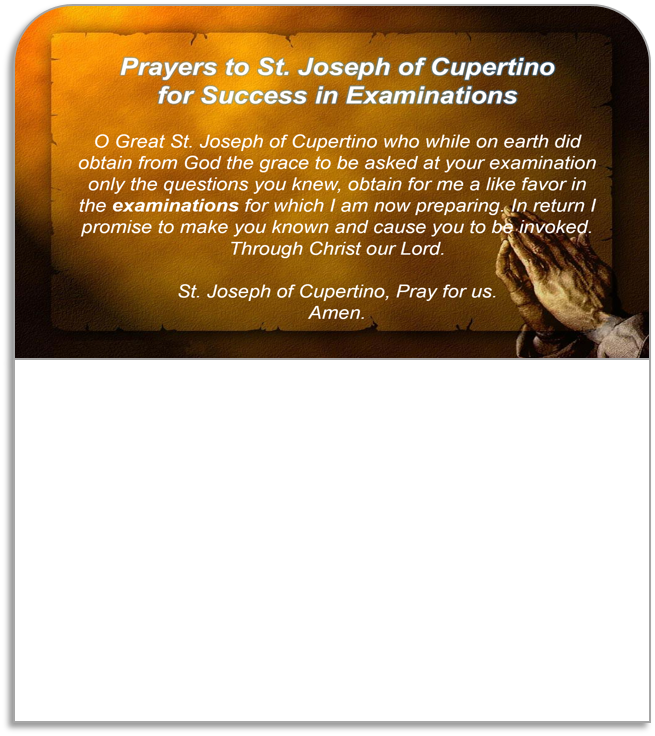 Prayers to St. Joseph of Cupertino
for Success in Examinations
O Great St. Joseph of Cupertino who while on earth did
obtain from God the grace to be asked at your examination
only the questions you knew, obtain for me a like favor in
the examinations for which I am now preparing. In return I
promise to make you known and cause you to be invoked.
Through Christ our Lord.
St. Joseph of Cupertino, Pray for us.
Amen.